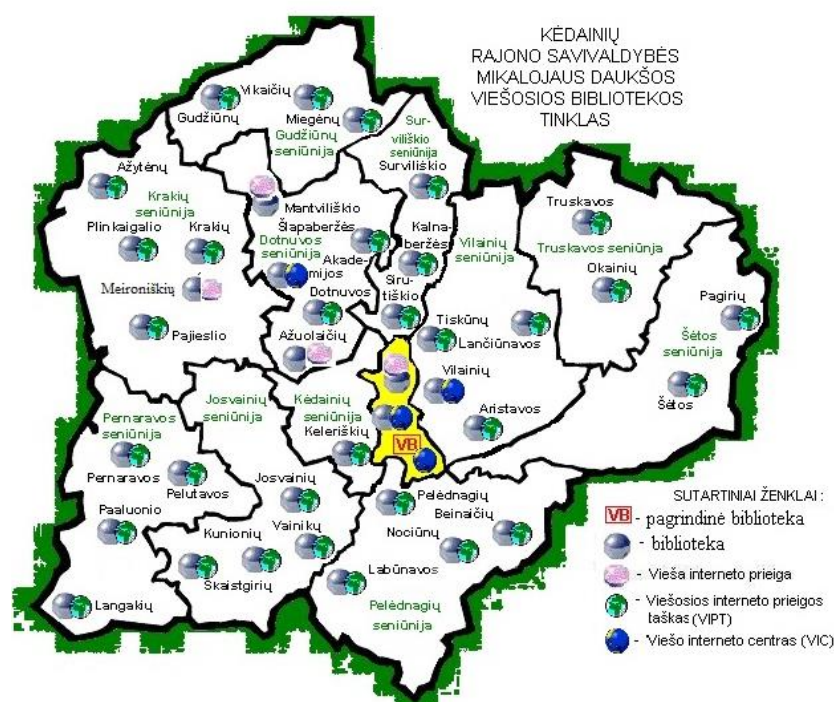 KĖDAINIŲ
RAJONO SAVIVALDYBĖS
MIKALOJAUS DAUKŠOS
VIEŠOSIOS BIBLIOTEKOS
TINKLAS
Vikaičių
Gudžiūnų
Miegėnų
Gudžiūnų
seniūnija
Sur-
viliškio
seniūnija
Surviliškio
Ažytėnų
Krakių
seniūnija
Plinkaigalio
Krakių
Meironiškių
Pajieslio
Mantviliškio
Šlapaberžės
Dotnuvos
seniūnija
Akade-
mijos
Dotnuvos
Ažuolaičių
Kalna-
beržės
Siru-
tiškio
Vilainių
seniūnija
Tiskūnų
Lančiūnavos
Vilainių
Aristavos
Truskavos
Truskavos seniūnja
Okainių
Pagirių
Šėtos
seniūnija
Šėtos
Pernaravos
seniūnija
Pernaravos
Pelutavos
Paaluonio
Langakių
Josvainių
seniūnija
Josvainių
Kunionių
Vainikų
Skaistgirių
Kėdainių
seniūnija
Keleriškių
VB
Pelėdnagių
Beinaičių
Nociūnų
Labūnavos
Pelėdnagių
seniūnija
SUTARTINIAI ŽENKLAI :
VB - pagrindinė biblioteka
- biblioteka
- Vieša interneto prieiga
- Viešosios interneto prieigos
taškas (VIPT)
- Viešo interneto centras (VIC)